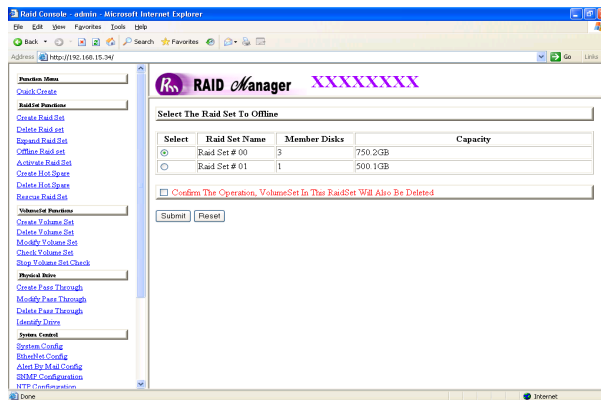 Raid Console - admin - Microsoft Internet Explorer
File Edit View Favorites Tools Help
Back Search Favorites
Address http://192.168.15.34/ Go Links
Function Menu
Quick Create
Raid Set Functions
Create Raid Set
Delete Raid set
Expand Raid Set
Offline Raid set
Activate Raid Set
Create Hot Spare
Delete Hot Spare
Rescue Raid Set
VolumeSet Functions
Create Volume Set
Delete Volume Set
Modify Volume Set
Check Volume Set
Stop Volume Set Check
Physical Drive
Create Pass Through
Modify Pass Through
Delete Pass Through
Identify Drive
System Control
System Config
EtherNet Config
Alert By Mail Config
SNMP Configuration
NTP Configuration
RAID Manager XXXXXXXX
Select The Raid Set To Offline
Select Raid Set Name Member Disks Capacity
Raid Set # 00 3 750.2GB
Raid Set # 01 1 500.1GB
Confirm The Operation, VolumeSet In This RaidSet Will Also Be Deleted
Submit Reset
Done Internet